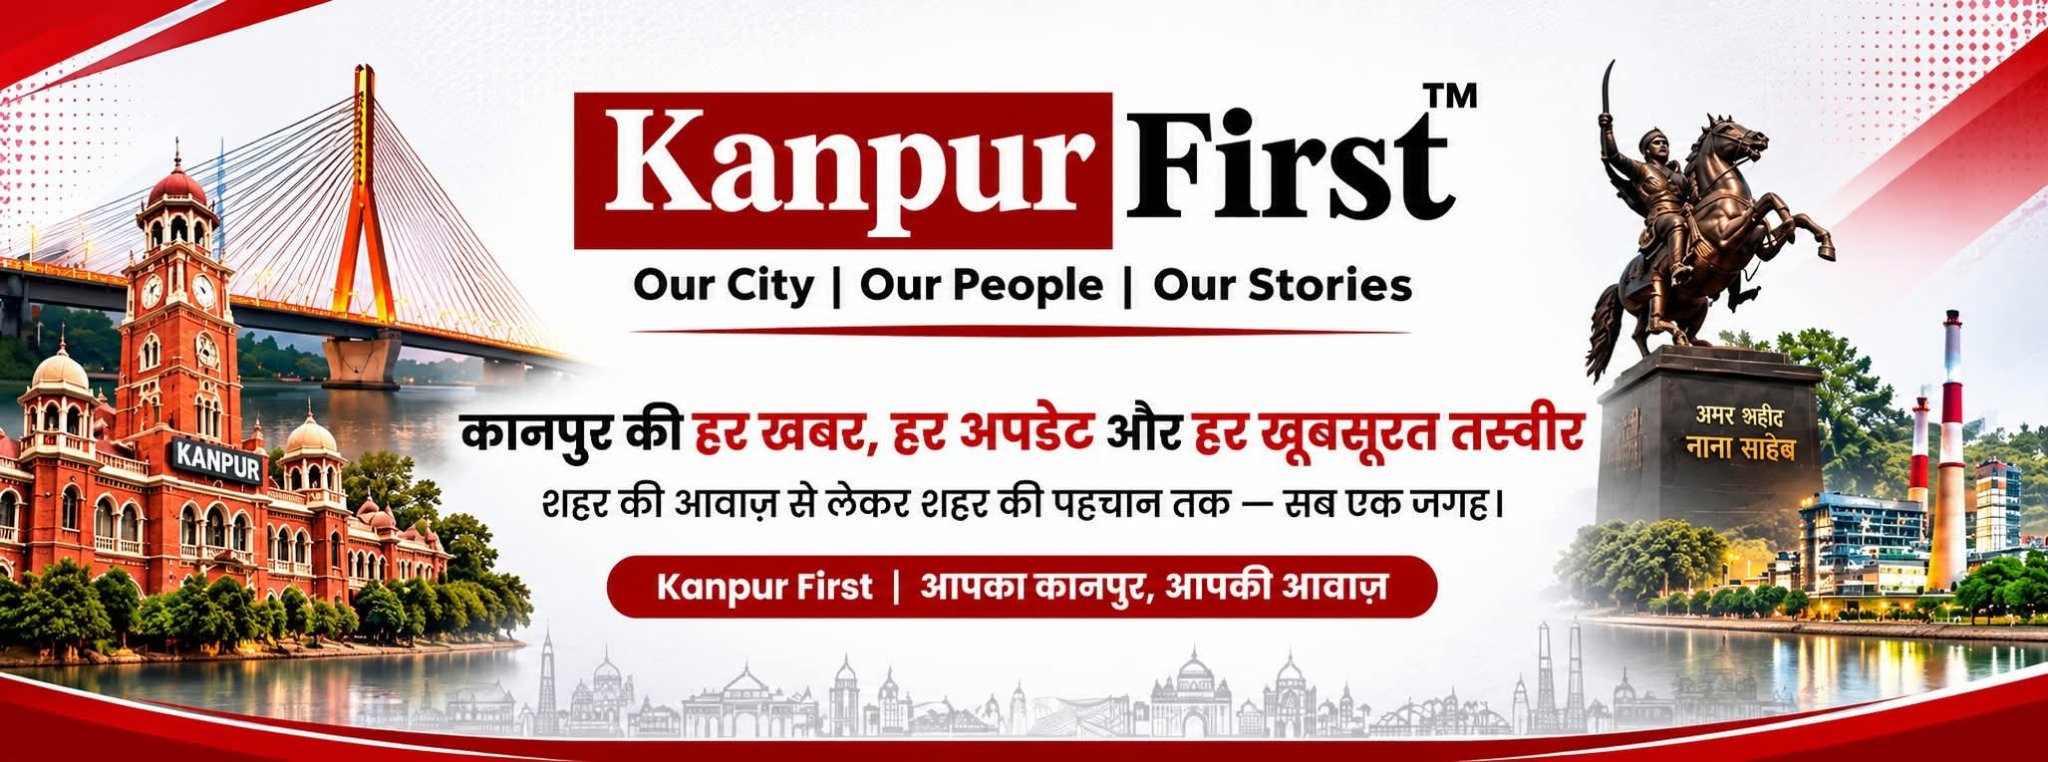 Kanpur First™
Our City | Our People | Our Stories
कानपुर की हर खबर, हर अपडेट और हर खूबसूरत तस्वीर
शहर की आवाज़ से लेकर शहर की पहचान तक — सब एक जगह।
Kanpur First | आपका कानपुर, आपकी आवाज़
KANPUR
अमर शहीद
नाना साहेब